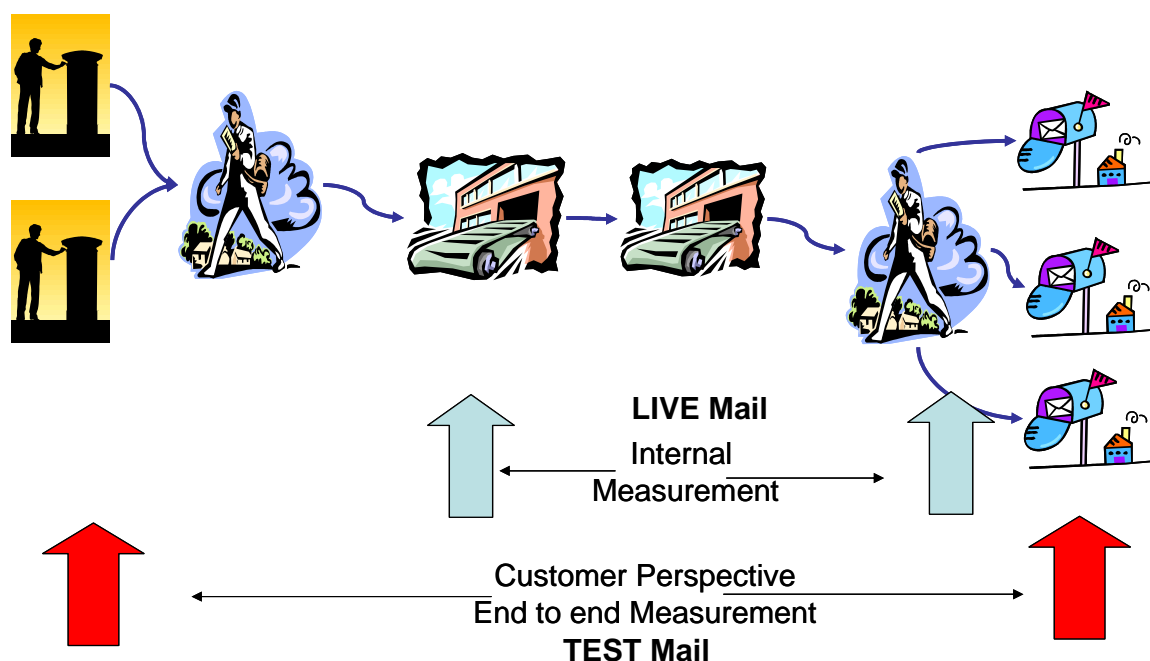 LIVE Mail
Internal
Measurement
Customer Perspective
End to end Measurement
TEST Mail